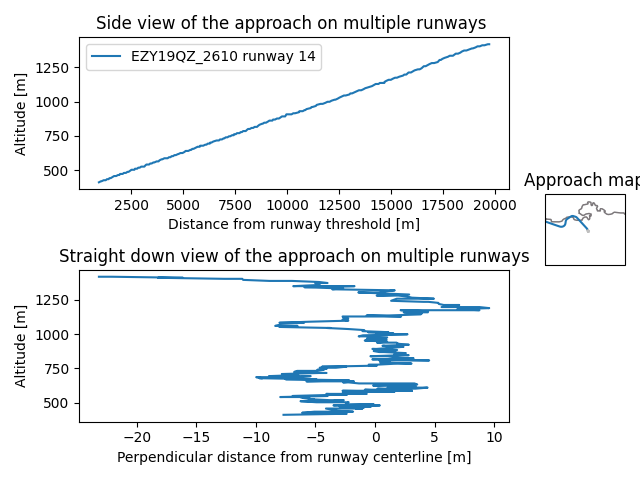 Side view of the approach on multiple runways
EZY19QZ_2610 runway 14
Altitude [m]
1250
1000
750
500
2500 5000 7500 10000 12500 15000 17500 20000
Distance from runway threshold [m]
Approach map
Straight down view of the approach on multiple runways
Altitude [m]
1250
1000
750
500
−20 −15 −10 −5 0 5 10
Perpendicular distance from runway centerline [m]